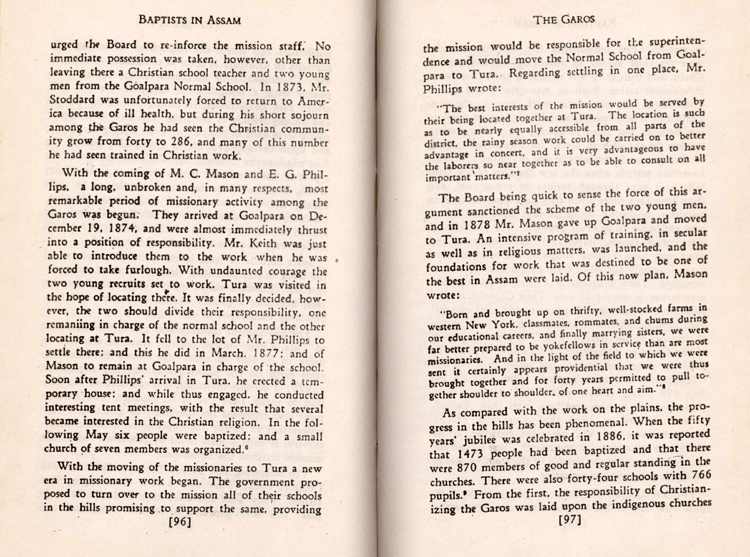 BAPTISTS IN ASSAM
urged the Board to re-inforce the mission staff. No
immediate possession was taken, however, other than
leaving there a Christian school teacher and two young
men from the Goalpara Normal School. In 1873, Mr.
Stoddard was unfortunately forced to return to Amer-
ica because of ill health, but during his short sojourn
among the Garos he had seen the Christian commun-
ity grow from forty to 286, and many of this number
he had seen trained in Christian work.
With the coming of M. C. Mason and E. G. Phil-
lips, a long, unbroken and, in many respects, most
remarkable period of missionary activity among the
Garos was begun. They arrived at Goalpara on De-
cember 19, 1874, and were almost immediately thrust
into a position of responsibility. Mr. Keith was just
able to introduce them to the work when he was
forced to take furlough. With undaunted courage the
two young recruits set to work. Tura was visited in
the hope of locating there. It was finally decided, how-
ever, the two should divide their responsibility, one
remaniing in charge of the normal school and the other
locating at Tura. It fell to the lot of Mr. Phillips to
settle there; and this he did in March, 1877; and of
Mason to remain at Goalpara in charge of the school.
Soon after Phillips' arrival in Tura, he erected a tem-
porary house; and while thus engaged, he conducted
interesting tent meetings, with the result that several
became interested in the Christian religion. In the fol-
lowing May six people were baptized; and a small
church of seven members was organized.⁶
With the moving of the missionaries to Tura a new
era in missionary work began. The government pro-
posed to turn over to the mission all of their schools
in the hills promising to support the same, providing
[96]
THE GAROS
the mission would be responsible for the superinten-
dence and would move the Normal School from Goal-
para to Tura. Regarding settling in one place, Mr.
Phillips wrote:
"The best interests of the mission would be served by
their being located together at Tura. The location is such
as to be nearly equally accessible from all parts of the
district, the rainy season work could be carried on to better
advantage in concert, and it is very advantageous to have
the laborers so near together as to be able to consult on all
important matters."⁷
The Board being quick to sense the force of this ar-
gument sanctioned the scheme of the two young men,
and in 1878 Mr. Mason gave up Goalpara and moved
to Tura. An intensive program of training, in secular
as well as in religious matters, was launched, and the
foundations for work that was destined to be one of
the best in Assam were laid. Of this new plan, Mason
wrote:
"Born and brought up on thrifty, well-stocked farms in
western New York, classmates, rommates, and chums during
our educational careers, and finally marrying sisters, we were
far better prepared to be yokefellows in service than are most
missionaries. And in the light of the field to which we were
sent it certainly appears providential that we were thus
brought together and for forty years permitted to pull to-
gether shoulder to shoulder, of one heart and aim."⁸
As compared with the work on the plains, the pro-
gress in the hills has been phenomenal. When the fifty
years' jubilee was celebrated in 1886, it was reported
that 1473 people had been baptized and that there
were 870 members of good and regular standing in the
churches. There were also forty-four schools with 766
pupils.⁹ From the first, the responsibility of Christian-
izing the Garos was laid upon the indigenous churches
[97]